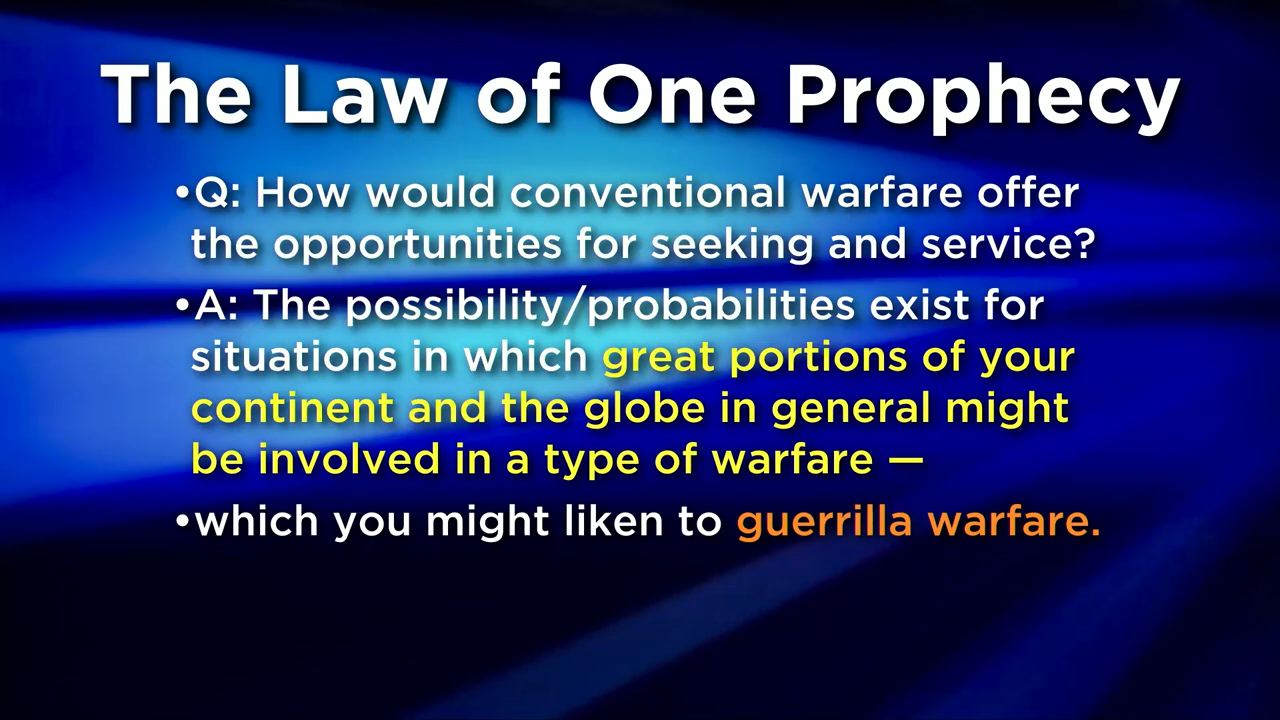 The Law of One Prophecy
•Q: How would conventional warfare offer
the opportunities for seeking and service?
•A: The possibility/probabilities exist for
situations in which great portions of your
continent and the globe in general might
be involved in a type of warfare —
•which you might liken to guerrilla warfare.